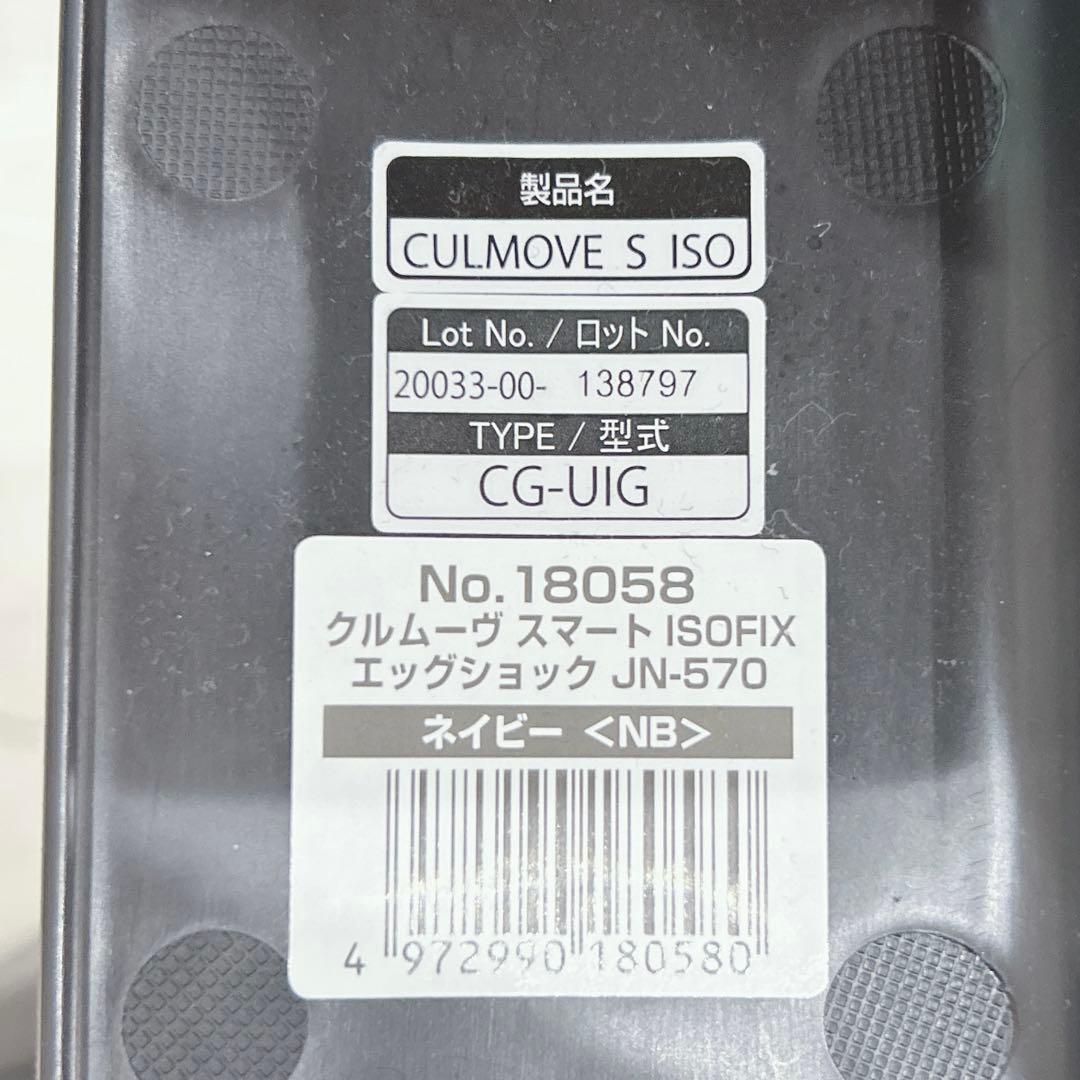 製品名
CULMOVE S ISO
Lot No. / ロット No.
20033-00- 138797
TYPE / 型式
CG-UIG
No.18058
クルムーヴ スマート ISOFIX
エッグショック JN-570
ネイビー <NB>
4 972990 180580